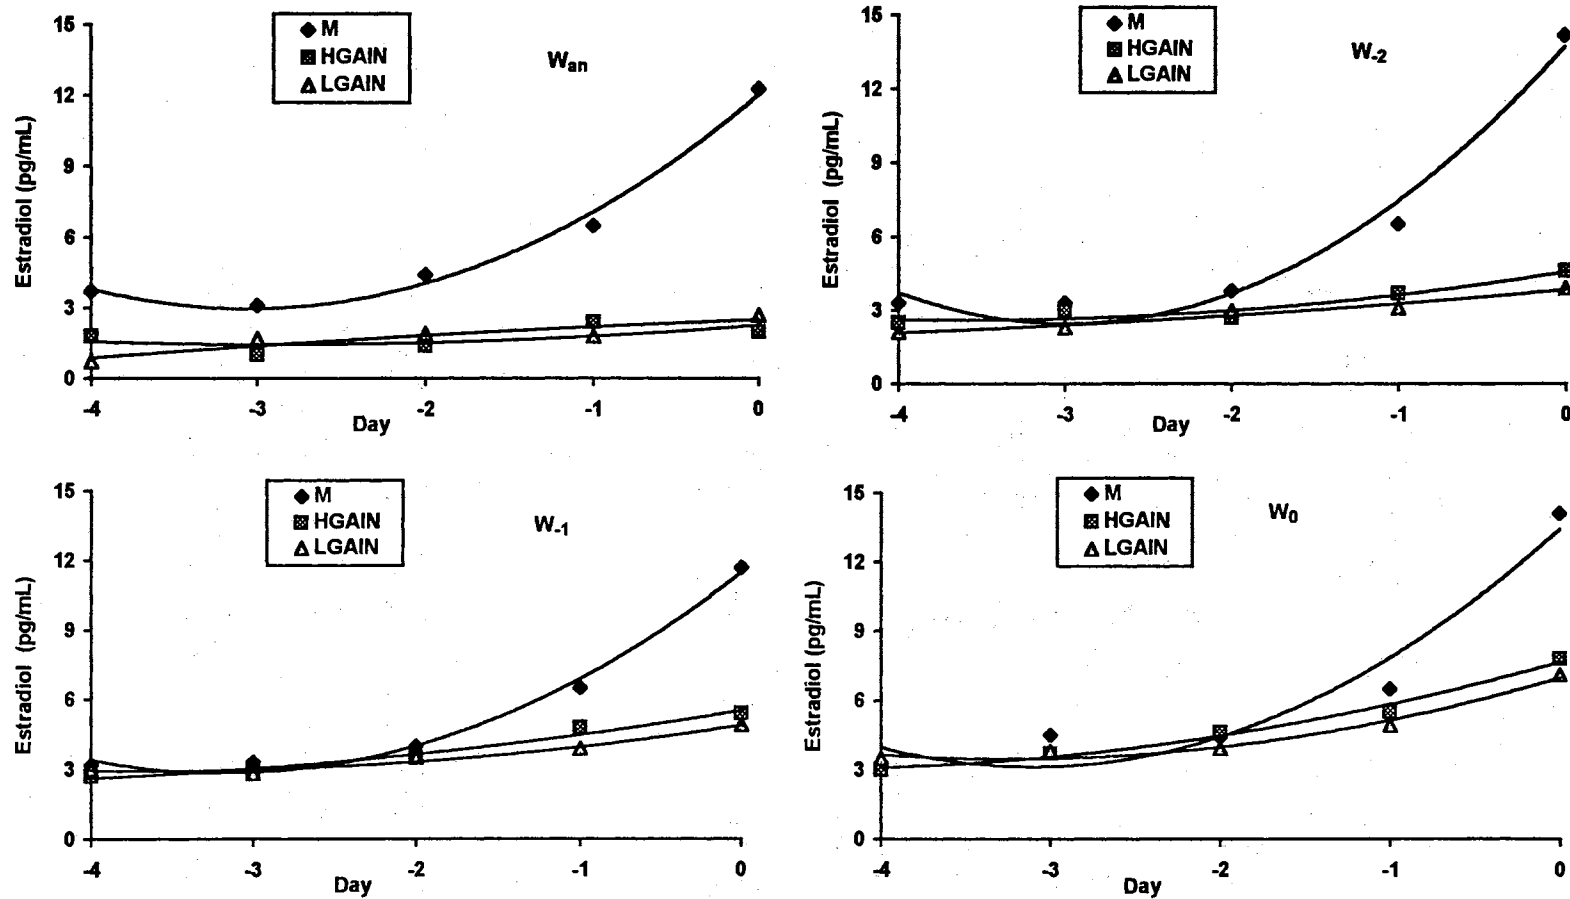 15
12
9
6
3
0
Estradiol (pg/mL)
M
HGAIN
LGAIN
Wan
-4
-3
-2
-1
0
Day
15
12
9
6
3
0
Estradiol (pg/mL)
M
HGAIN
LGAIN
W-2
-4
-3
-2
-1
0
Day
15
12
9
6
3
0
Estradiol (pg/mL)
M
HGAIN
LGAIN
W-1
-4
-3
-2
-1
0
Day
15
12
9
6
3
0
Estradiol (pg/mL)
M
HGAIN
LGAIN
W0
-4
-3
-2
-1
0
Day